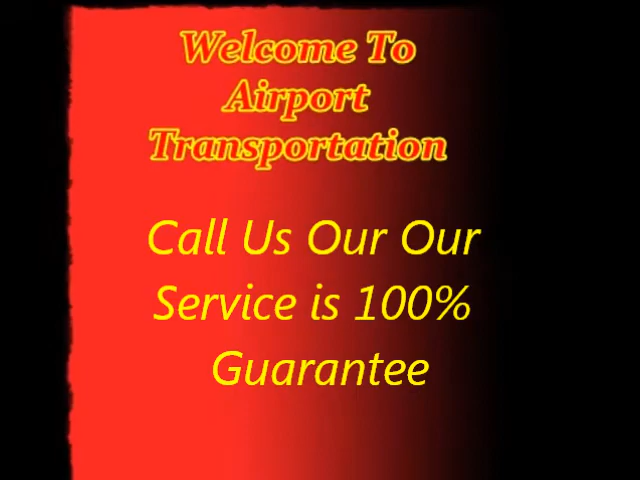 Welcome To
Airport
Transportation
Call Us Our Our
Service is 100%
Guarantee